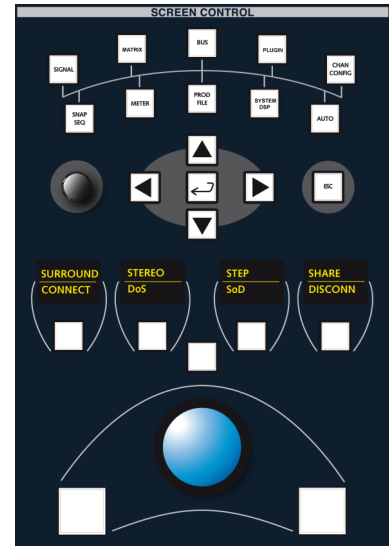 SCREEN CONTROL
BUS
MATRIX
PLUGIN
SIGNAL
CHAN
CONFIG
SNAP
SEQ
METER
PROD
FILE
SYSTEM
DSP
AUTO
ESC
SURROUND
CONNECT
STEREO
DoS
STEP
SoD
SHARE
DISCONN